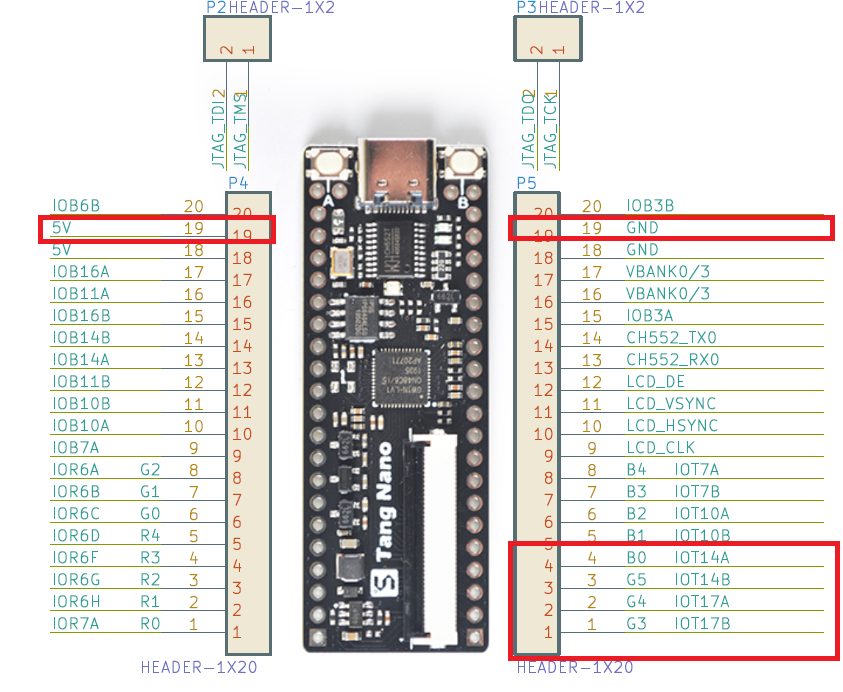 P2HEADER-1X2
2 1
2 1
JTAG_TDI
JTAG_TMS
P3HEADER-1X2
2 1
2 1
JTAG_TDO
JTAG_TCK
P4
IOB6B 20 20
5V 19 19
5V 18 18
IOB16A 17 17
IOB11A 16 16
IOB16B 15 15
IOB14B 14 14
IOB14A 13 13
IOB11B 12 12
IOB10B 11 11
IOB10A 10 10
IOB7A 9 9
IOR6A G2 8 8
IOR6B G1 7 7
IOR6C G0 6 6
IOR6D R4 5 5
IOR6F R3 4 4
IOR6G R2 3 3
IOR6H R1 2 2
IOR7A R0 1 1
HEADER-1X20
A B
CH552T
Tang Nano
S
P5
20 20 IOB3B
19 19 GND
18 18 GND
17 17 VBANK0/3
16 16 VBANK0/3
15 15 IOB3A
14 14 CH552_TX0
13 13 CH552_RX0
12 12 LCD_DE
11 11 LCD_VSYNC
10 10 LCD_HSYNC
9 9 LCD_CLK
8 8 B4 IOT7A
7 7 B3 IOT7B
6 6 B2 IOT10A
5 5 B1 IOT10B
4 4 B0 IOT14A
3 3 G5 IOT14B
2 2 G4 IOT17A
1 1 G3 IOT17B
HEADER-1X20